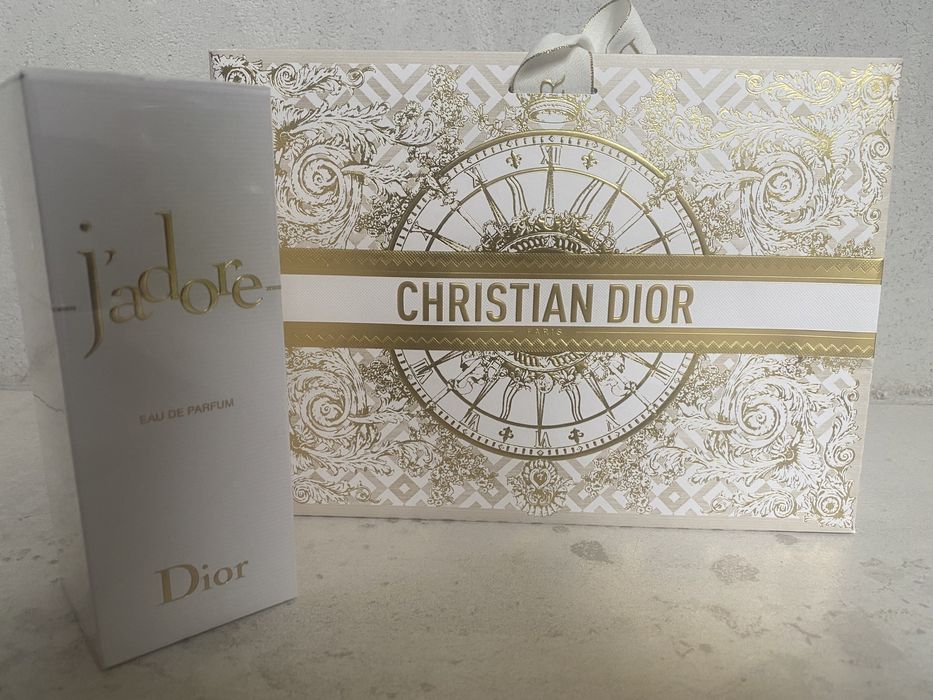 j'adore
EAU DE PARFUM
Dior
CHRISTIAN DIOR
PARIS